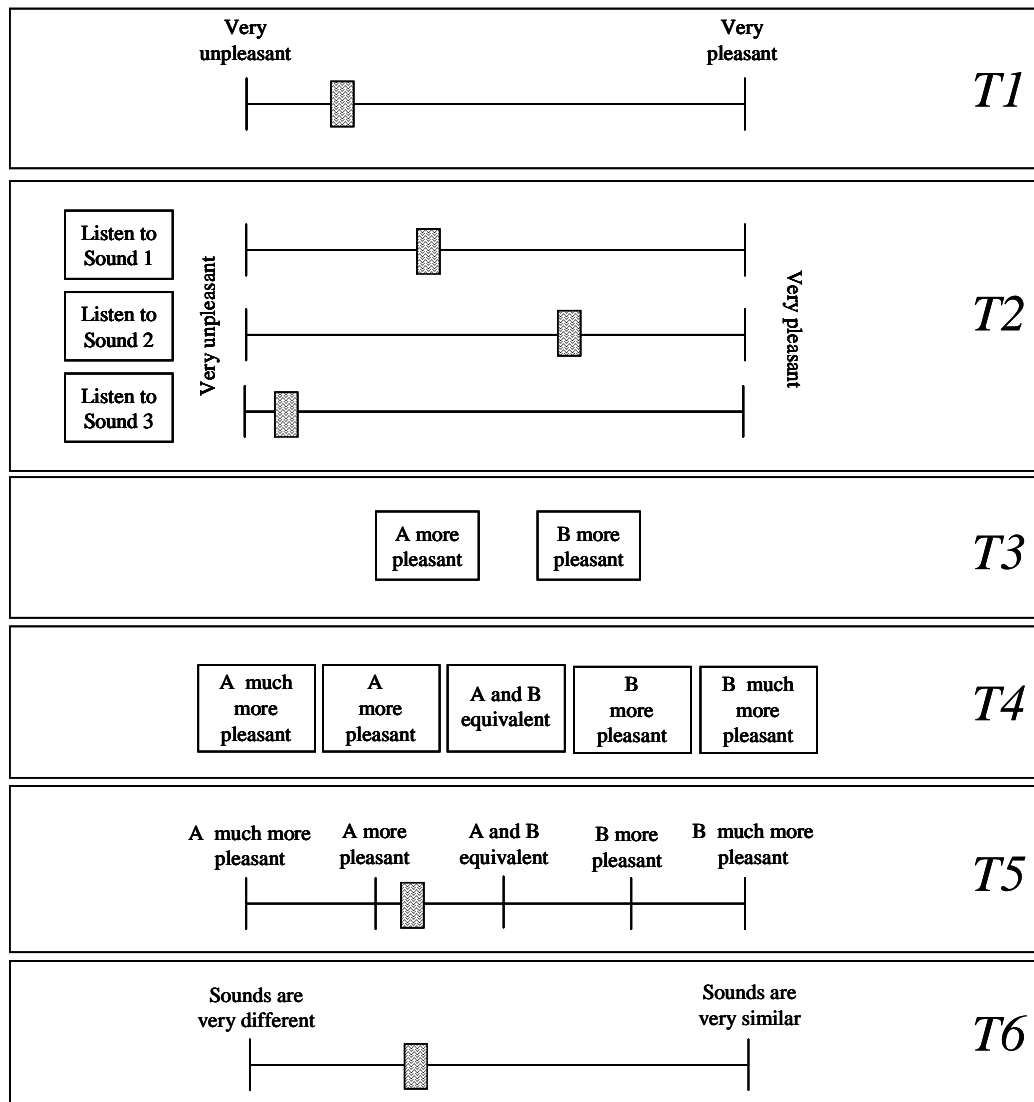 Very
unpleasant
Very
pleasant
T1
Listen to
Sound 1
Listen to
Sound 2
Listen to
Sound 3
Very unpleasant
Very pleasant
T2
A more
pleasant
B more
pleasant
T3
A much
more
pleasant
A
more
pleasant
A and B
equivalent
B
more
pleasant
B much
more
pleasant
T4
A much more
pleasant
A more
pleasant
A and B
equivalent
B more
pleasant
B much more
pleasant
T5
Sounds are
very different
Sounds are
very similar
T6